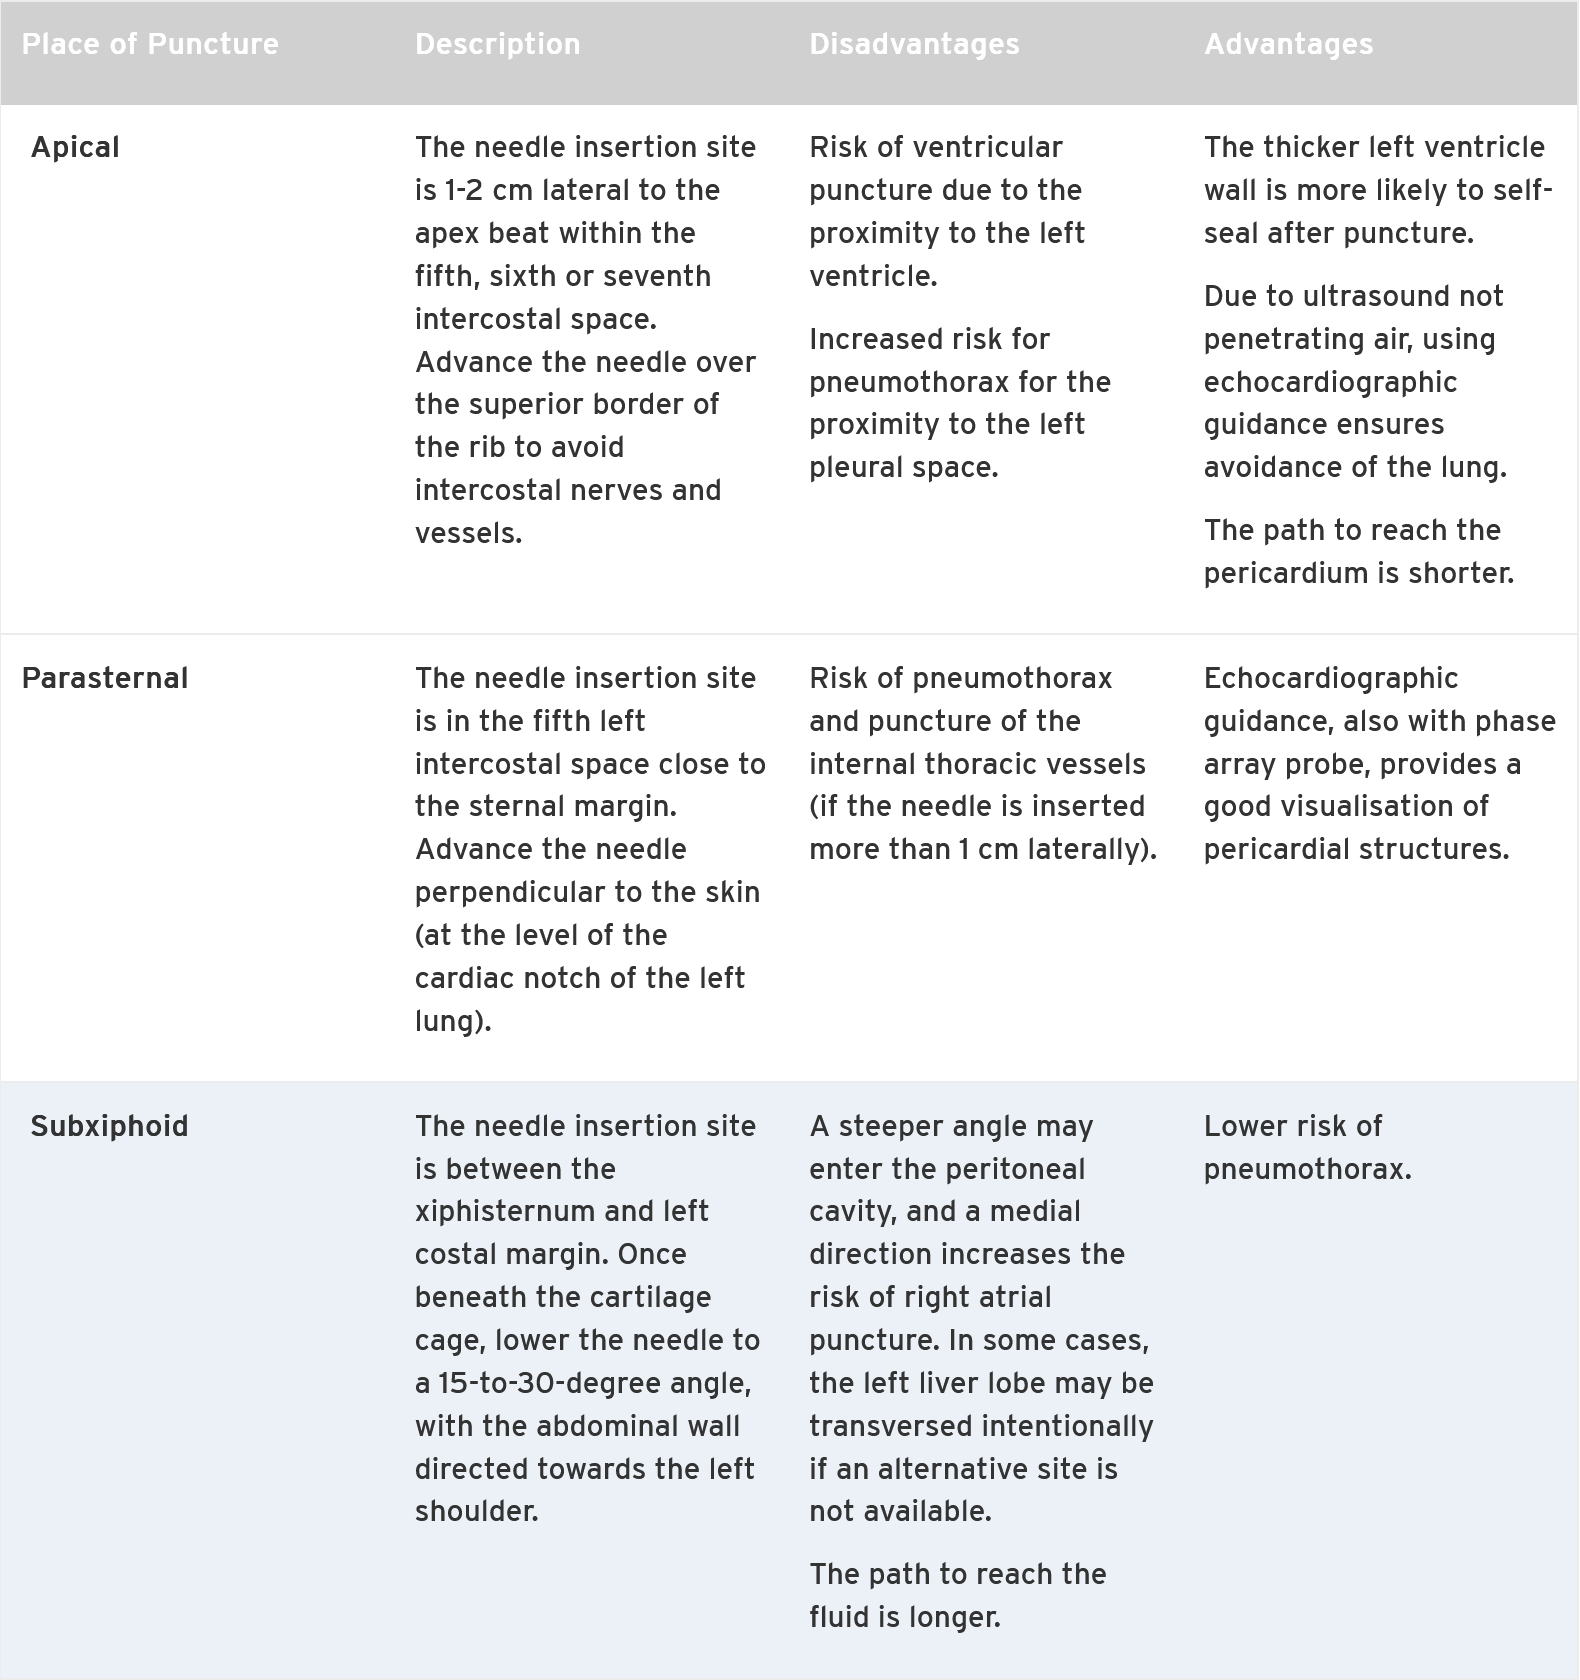 Place of Puncture
Description
Disadvantages
Advantages
Apical
The needle insertion site
is 1-2 cm lateral to the
apex beat within the
fifth, sixth or seventh
intercostal space.
Advance the needle over
the superior border of
the rib to avoid
intercostal nerves and
vessels.
Risk of ventricular
puncture due to the
proximity to the left
ventricle.
Increased risk for
pneumothorax for the
proximity to the left
pleural space.
The thicker left ventricle
wall is more likely to self-
seal after puncture.
Due to ultrasound not
penetrating air, using
echocardiographic
guidance ensures
avoidance of the lung.
The path to reach the
pericardium is shorter.
Parasternal
The needle insertion site
is in the fifth left
intercostal space close to
the sternal margin.
Advance the needle
perpendicular to the skin
(at the level of the
cardiac notch of the left
lung).
Risk of pneumothorax
and puncture of the
internal thoracic vessels
(if the needle is inserted
more than 1 cm laterally).
Echocardiographic
guidance, also with phase
array probe, provides a
good visualisation of
pericardial structures.
Subxiphoid
The needle insertion site
is between the
xiphisternum and left
costal margin. Once
beneath the cartilage
cage, lower the needle to
a 15-to-30-degree angle,
with the abdominal wall
directed towards the left
shoulder.
A steeper angle may
enter the peritoneal
cavity, and a medial
direction increases the
risk of right atrial
puncture. In some cases,
the left liver lobe may be
transversed intentionally
if an alternative site is
not available.
The path to reach the
fluid is longer.
Lower risk of
pneumothorax.